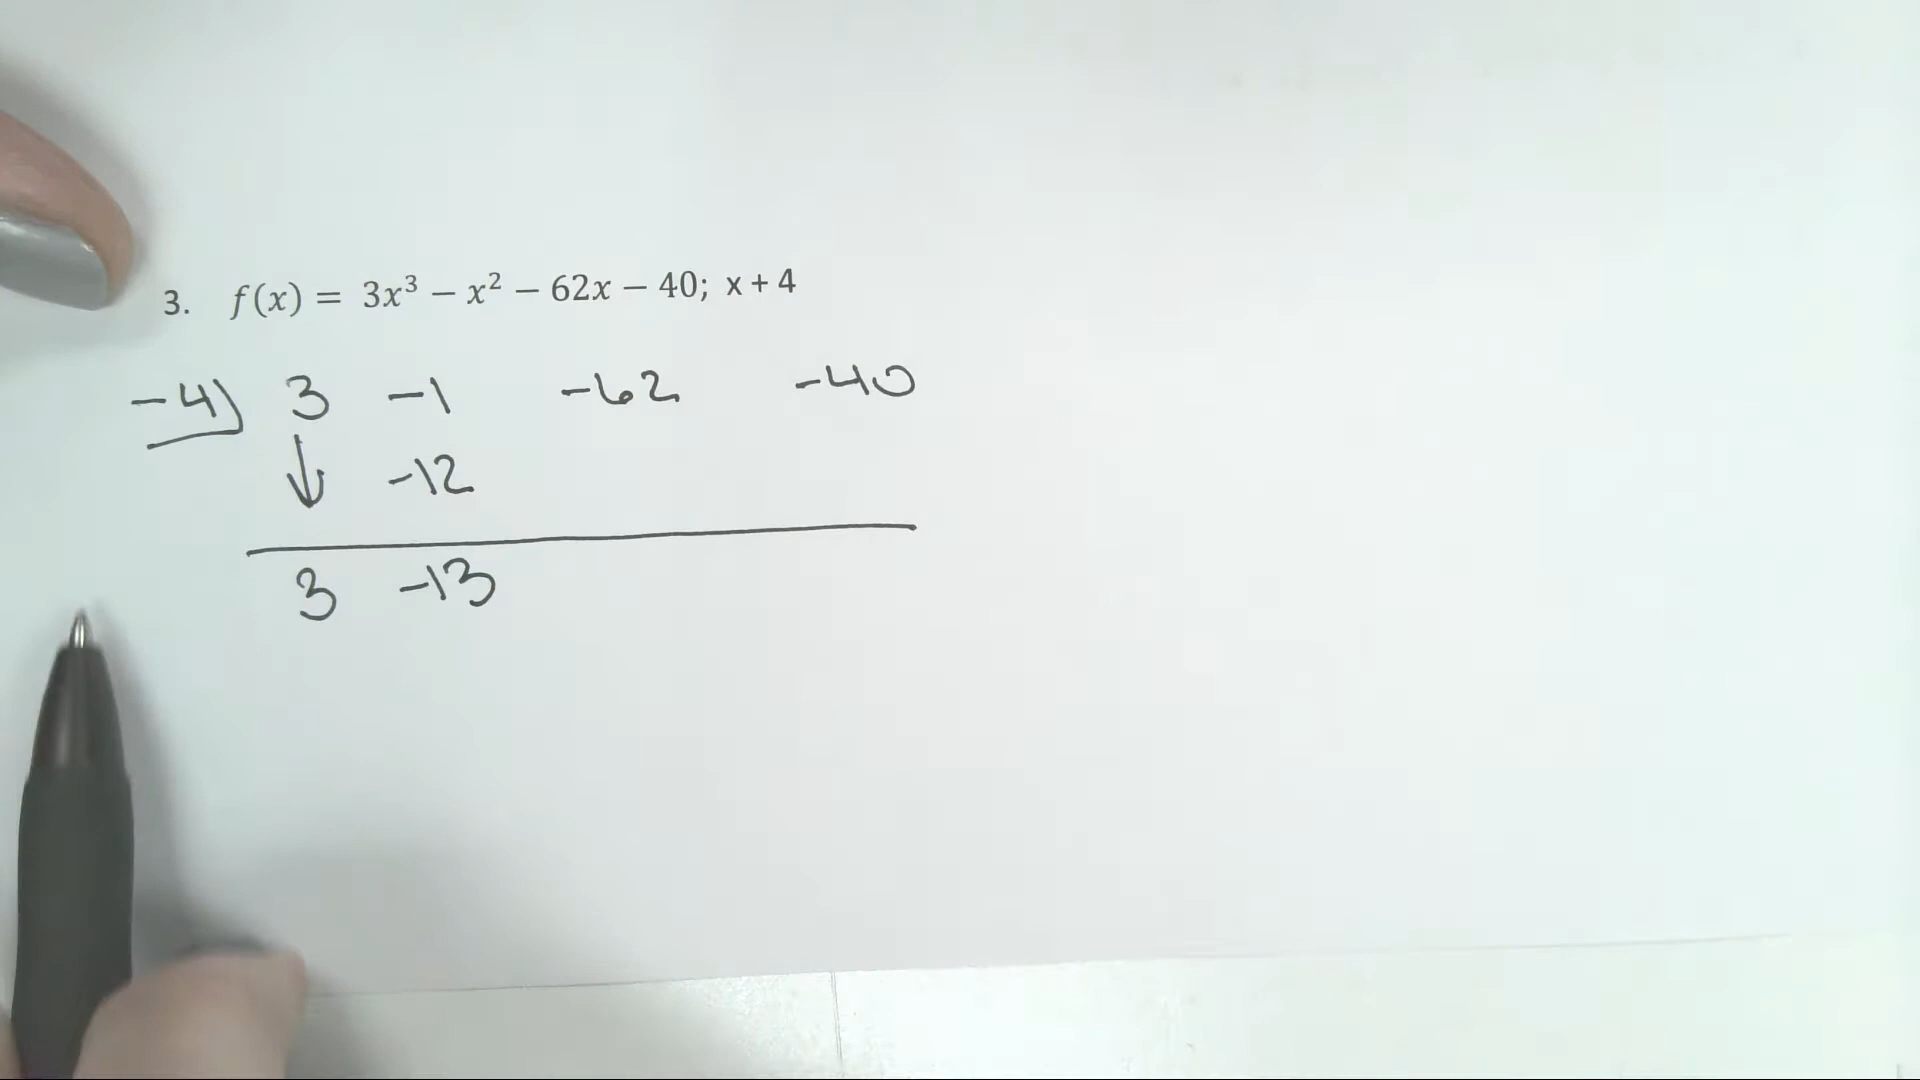 3. f(x) = 3x³ − x² − 62x − 40; x + 4
-4) 3 -1 -62 -40
↓ -12
3 -13